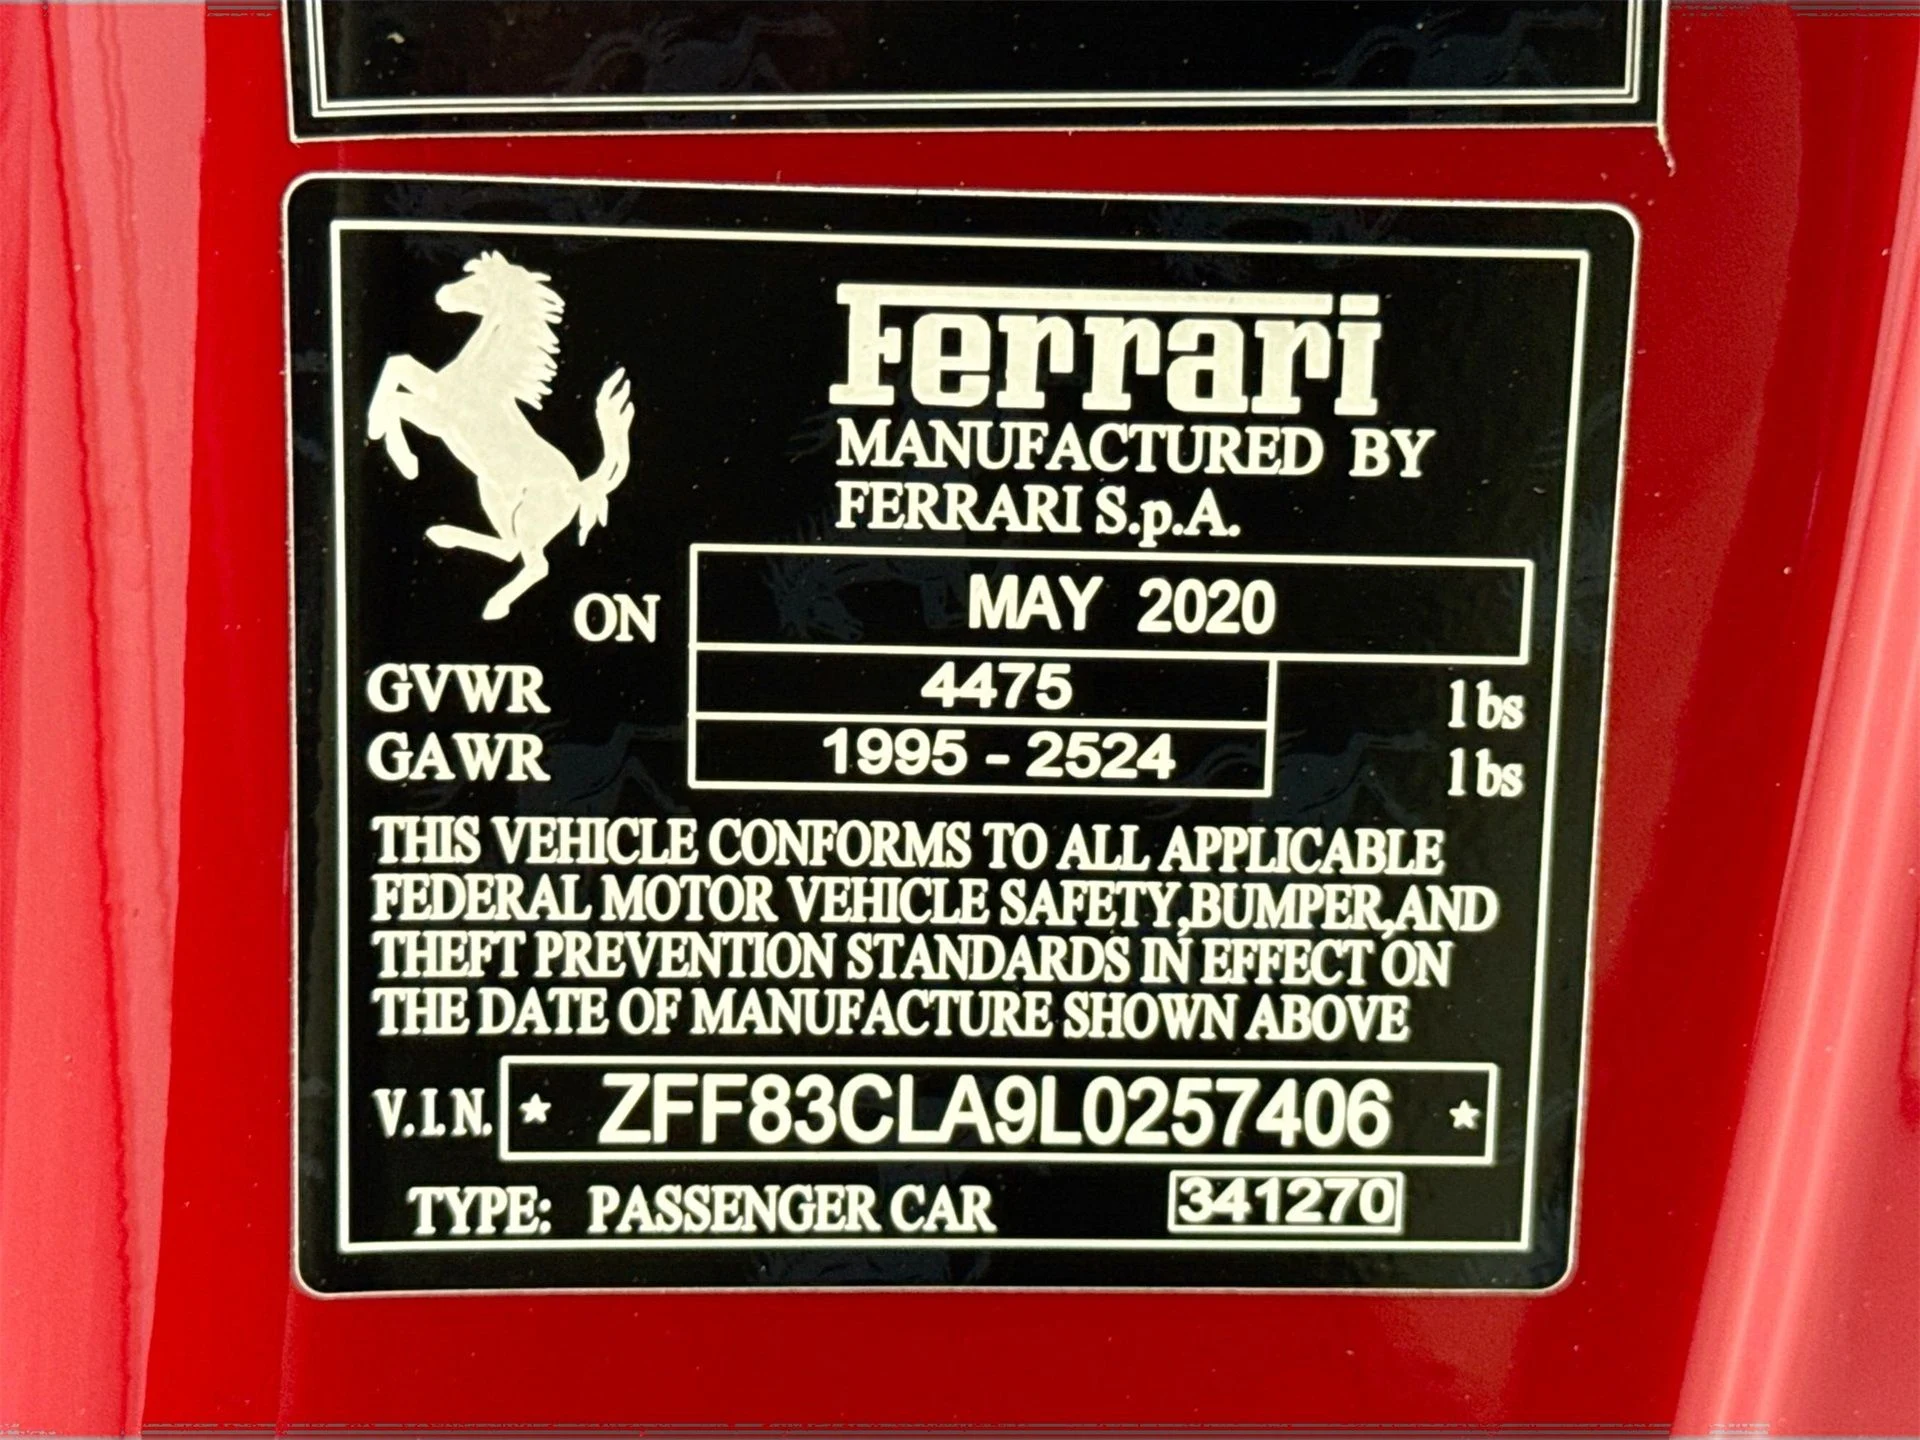 Ferrari
MANUFACTURED BY
FERRARI S.p.A.
ON MAY 2020
GVWR 4475 lbs
GAWR 1995 - 2524 lbs
THIS VEHICLE CONFORMS TO ALL APPLICABLE
FEDERAL MOTOR VEHICLE SAFETY,BUMPER,AND
THEFT PREVENTION STANDARDS IN EFFECT ON
THE DATE OF MANUFACTURE SHOWN ABOVE
V.I.N. ★ ZFF83CLA9L0257406 ★
TYPE: PASSENGER CAR 341270